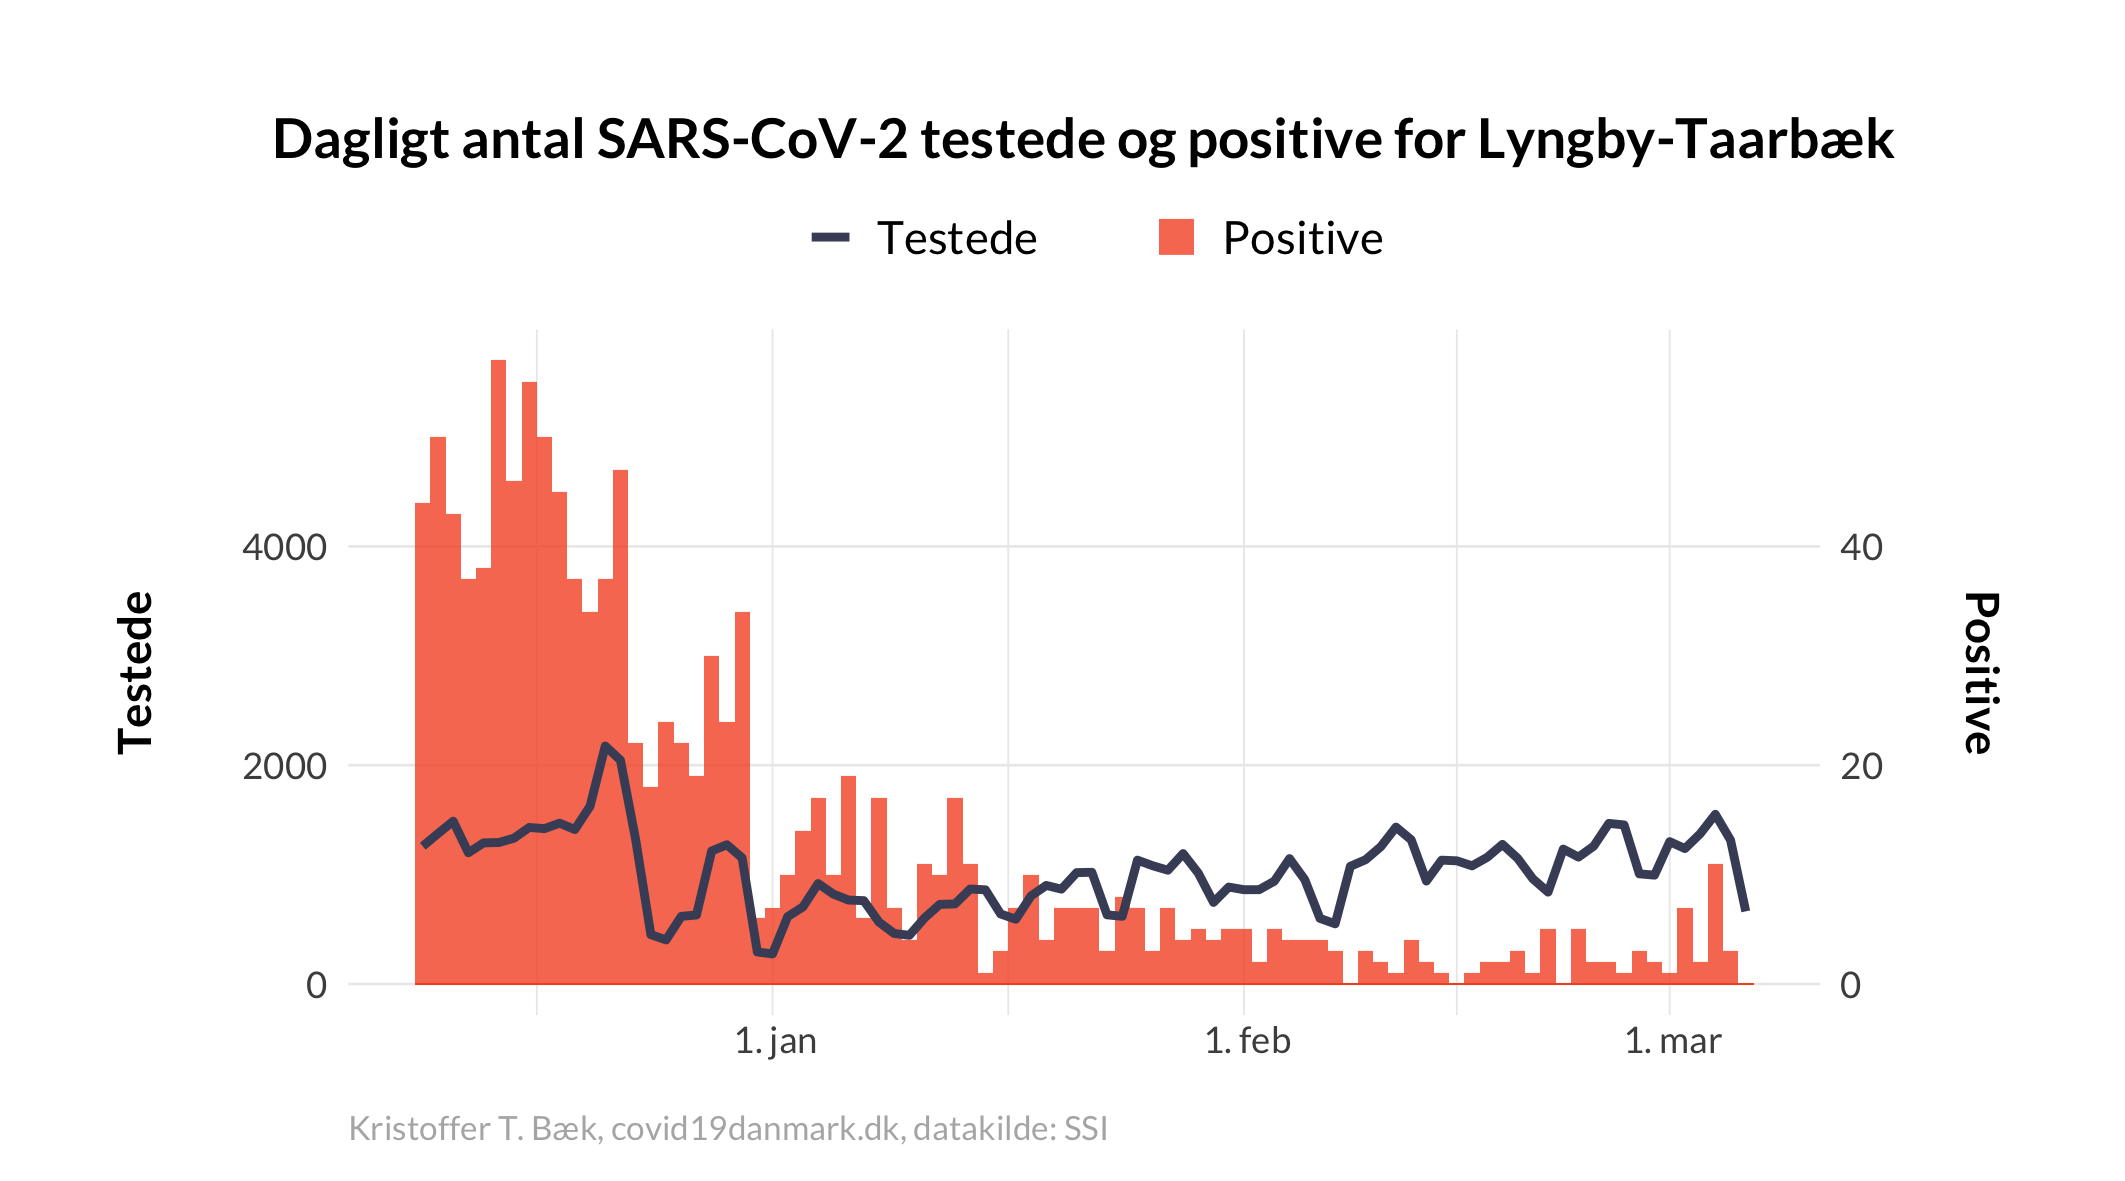 Dagligt antal SARS-CoV-2 testede og positive for Lyngby-Taarbæk
Testede
Positive
Testede
4000
2000
0
40
20
0
Positive
1. jan
1. feb
1. mar
Kristoffer T. Bæk, covid19danmark.dk, datakilde: SSI